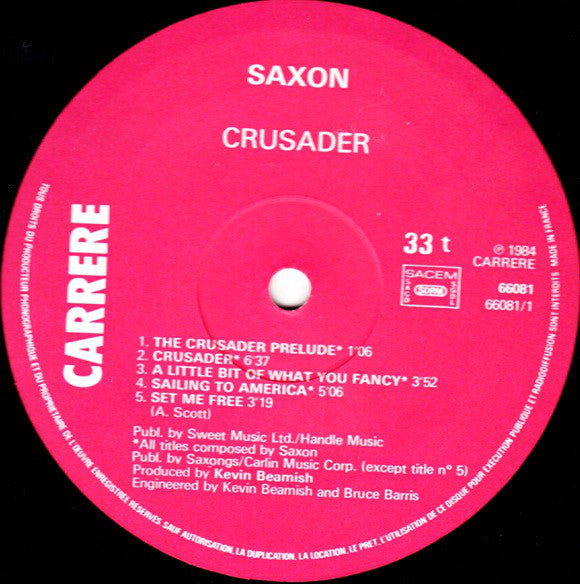 SAXON
CRUSADER
CARRERE
33 t
℗ 1984
CARRERE
SACEM
SACD
SDRM
SGDL
66081
66081/1
1. THE CRUSADER PRELUDE* 1'06
2. CRUSADER* 6'37
3. A LITTLE BIT OF WHAT YOU FANCY* 3'52
4. SAILING TO AMERICA* 5'06
5. SET ME FREE 3'19
(A. Scott)
Publ. by Sweet Music Ltd./Handle Music
*All titles composed by Saxon
Publ. by Saxongs/Carlin Music Corp. (except title n° 5)
Produced by Kevin Beamish
Engineered by Kevin Beamish and Bruce Barris
TOUS DROITS DU PRODUCTEUR PHONOGRAPHIQUE ET DU PROPRIETAIRE DE L'ŒUVRE ENREGISTREE RESERVES. SAUF AUTORISATION, LA DUPLICATION, LA LOCATION, LE PRET, L'UTILISATION DE CE DISQUE POUR EXECUTION PUBLIQUE ET RADIODIFFUSION SONT INTERDITS MADE IN FRANCE